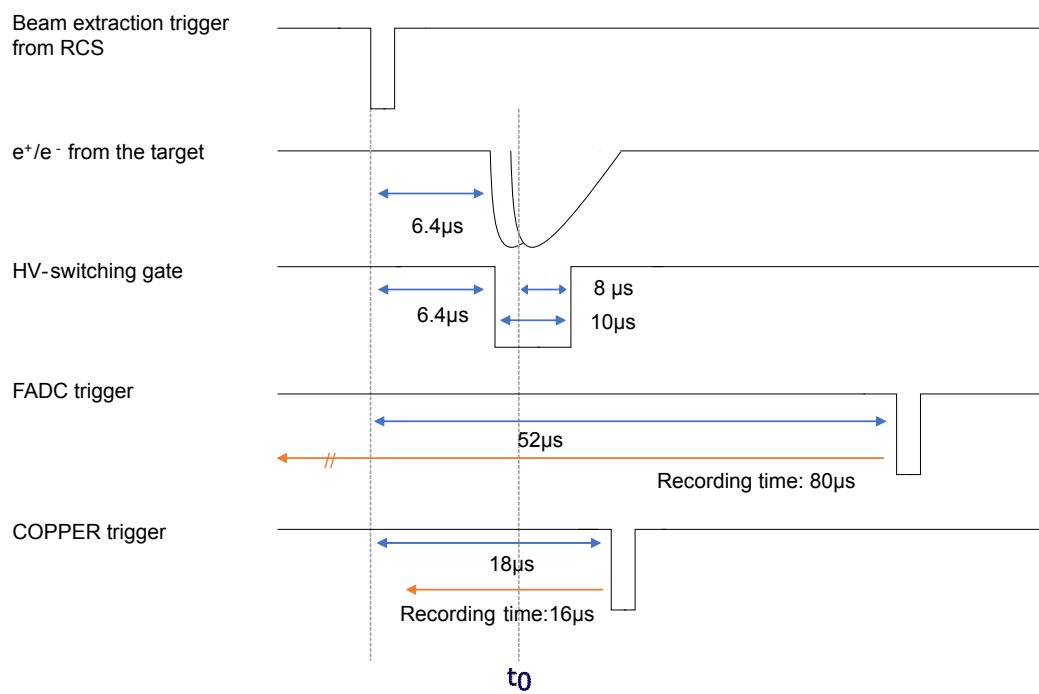 Beam extraction trigger
from RCS
e⁺/e⁻ from the target
6.4µs
HV-switching gate
8 µs
6.4µs
10µs
FADC trigger
52µs
//
Recording time: 80µs
COPPER trigger
18µs
Recording time:16µs
t₀